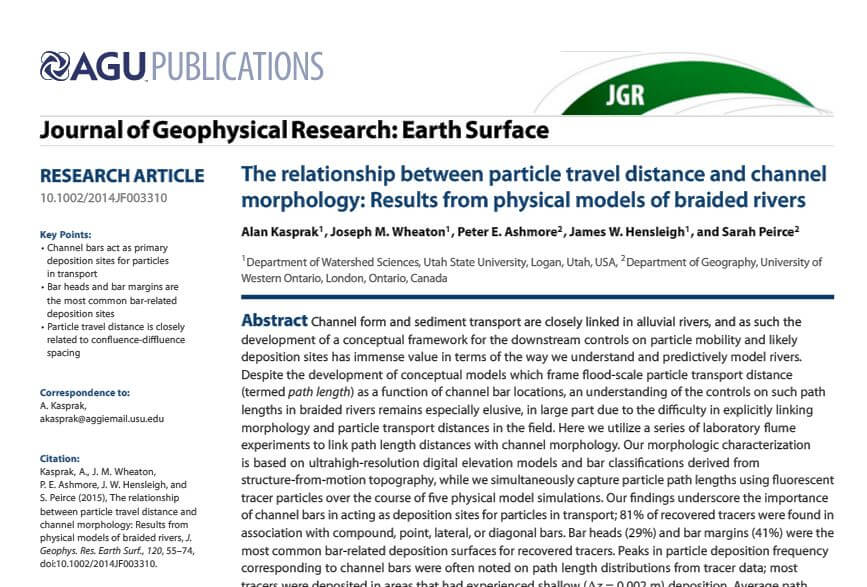 AGU PUBLICATIONS
JGR
Journal of Geophysical Research: Earth Surface
RESEARCH ARTICLE
10.1002/2014JF003310
Key Points:
• Channel bars act as primary
deposition sites for particles
in transport
• Bar heads and bar margins are
the most common bar-related
deposition sites
• Particle travel distance is closely
related to confluence-diffluence
spacing
Correspondence to:
A. Kasprak,
akasprak@aggiemail.usu.edu
Citation:
Kasprak, A., J. M. Wheaton,
P. E. Ashmore, J. W. Hensleigh, and
S. Peirce (2015), The relationship
between particle travel distance and
channel morphology: Results from
physical models of braided rivers, J.
Geophys. Res. Earth Surf., 120, 55–74,
doi:10.1002/2014JF003310.
The relationship between particle travel distance and channel
morphology: Results from physical models of braided rivers
Alan Kasprak1, Joseph M. Wheaton1, Peter E. Ashmore2, James W. Hensleigh1, and Sarah Peirce2
1Department of Watershed Sciences, Utah State University, Logan, Utah, USA, 2Department of Geography, University of
Western Ontario, London, Ontario, Canada
Abstract Channel form and sediment transport are closely linked in alluvial rivers, and as such the
development of a conceptual framework for the downstream controls on particle mobility and likely
deposition sites has immense value in terms of the way we understand and predictively model rivers.
Despite the development of conceptual models which frame flood-scale particle transport distance
(termed path length) as a function of channel bar locations, an understanding of the controls on such path
lengths in braided rivers remains especially elusive, in large part due to the difficulty in explicitly linking
morphology and particle transport distances in the field. Here we utilize a series of laboratory flume
experiments to link path length distances with channel morphology. Our morphologic characterization
is based on ultrahigh-resolution digital elevation models and bar classifications derived from
structure-from-motion topography, while we simultaneously capture particle path lengths using fluorescent
tracer particles over the course of five physical model simulations. Our findings underscore the importance
of channel bars in acting as deposition sites for particles in transport; 81% of recovered tracers were found in
association with compound, point, lateral, or diagonal bars. Bar heads (29%) and bar margins (41%) were the
most common bar-related deposition surfaces for recovered tracers. Peaks in particle deposition frequency
corresponding to channel bars were often noted on path length distributions from tracer data; most
tracers were deposited in areas that had experienced shallow (Δz = 0.002 m) deposition. Average path